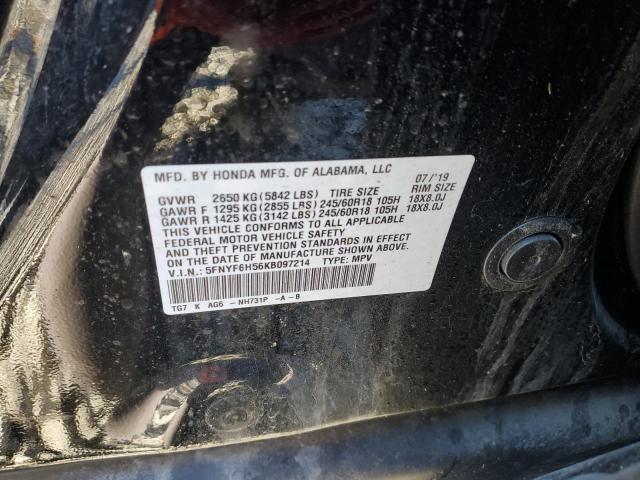 MFD. BY HONDA MFG. OF ALABAMA, LLC 07/'19
GVWR 2650 KG (5842 LBS) TIRE SIZE RIM SIZE
GAWR F 1295 KG (2855 LBS) 245/60R18 105H 18X8.0J
GAWR R 1425 KG (3142 LBS) 245/60R18 105H 18X8.0J
THIS VEHICLE CONFORMS TO ALL APPLICABLE
FEDERAL MOTOR VEHICLE SAFETY
AND THEFT PREVENTION STANDARDS IN EFFECT
ON THE DATE OF MANUFACTURE SHOWN ABOVE.
V.I.N.: 5FNYF6H56KB097214 TYPE: MPV
TG7 K AG6 -NH731P -A-B